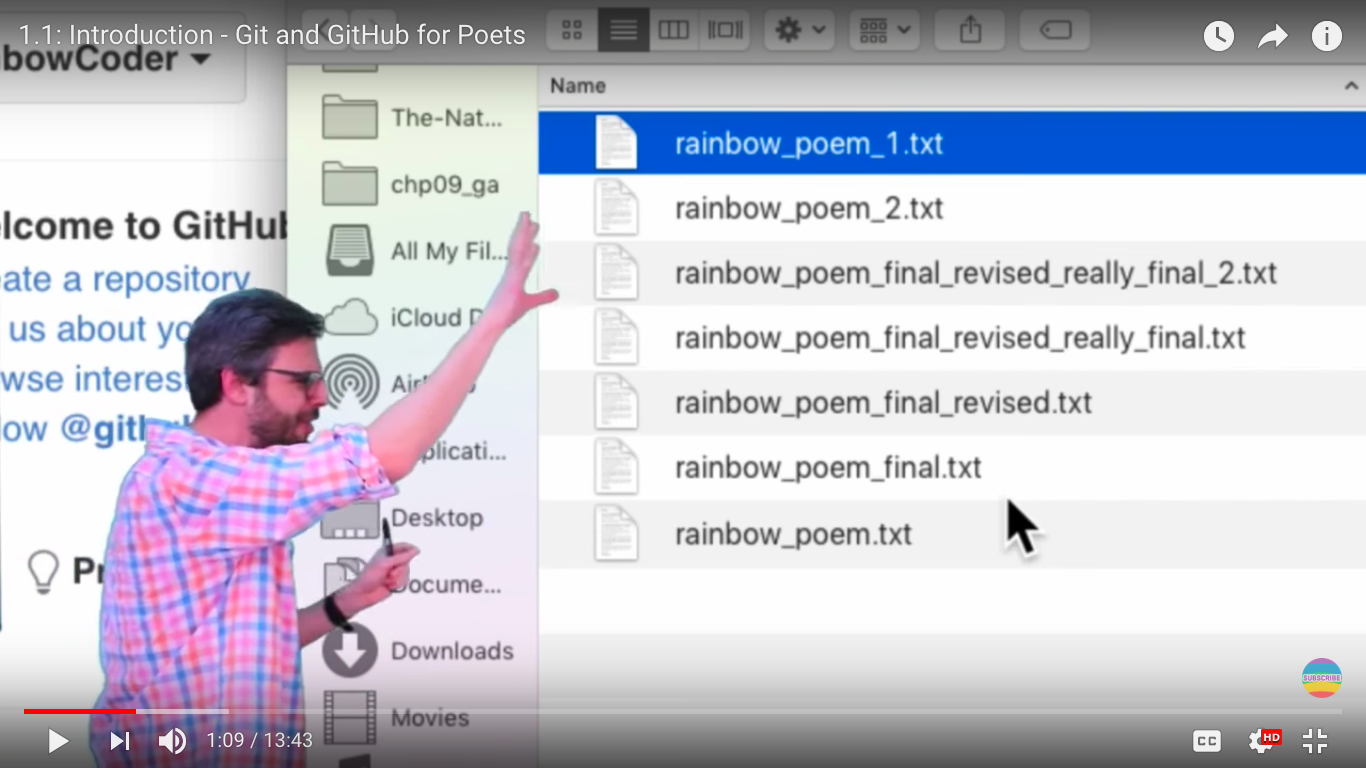 1.1: Introduction - Git and GitHub for Poets
bowCoder
Name
The-Nat...
rainbow_poem_1.txt
chp09_ga
rainbow_poem_2.txt
elcome to GitHub
All My Fil...
rainbow_poem_final_revised_really_final_2.txt
eate a repository
iCloud D
rainbow_poem_final_revised_really_final.txt
us about yo
wse interes
Air
rainbow_poem_final_revised.txt
low @gith
plicati...
rainbow_poem_final.txt
Desktop
rainbow_poem.txt
Pr
Docume...
Downloads
SUBSCRIBE
Movies
1:09 / 13:43
CC
HD